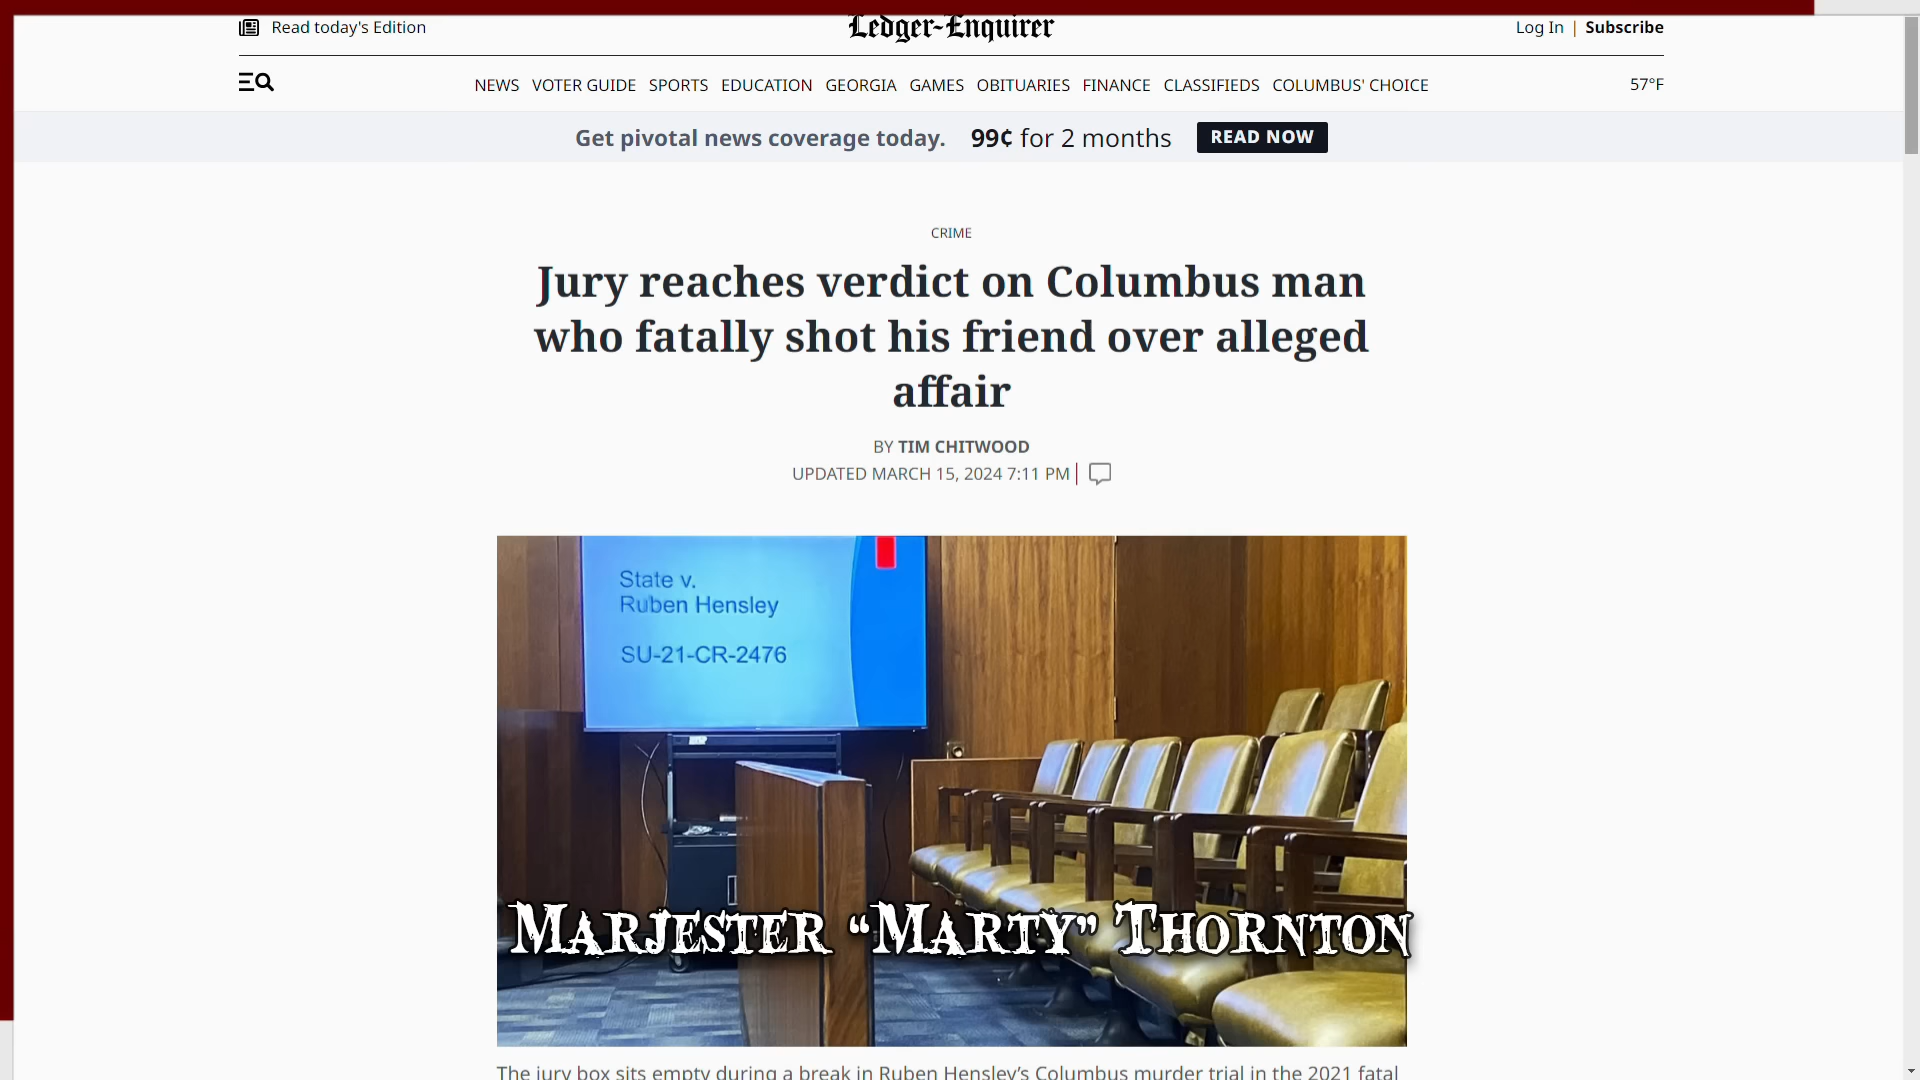 Read today's Edition
Ledger-Enquirer
Log In | Subscribe
NEWS VOTER GUIDE SPORTS EDUCATION GEORGIA GAMES OBITUARIES FINANCE CLASSIFIEDS COLUMBUS' CHOICE
57°F
Get pivotal news coverage today. 99¢ for 2 months READ NOW
CRIME
Jury reaches verdict on Columbus man
who fatally shot his friend over alleged
affair
BY TIM CHITWOOD
UPDATED MARCH 15, 2024 7:11 PM
State v.
Ruben Hensley
SU-21-CR-2476
MARJESTER “MARTY” THORNTON
The jury box sits empty during a break in Ruben Hensley’s Columbus murder trial in the 2021 fatal